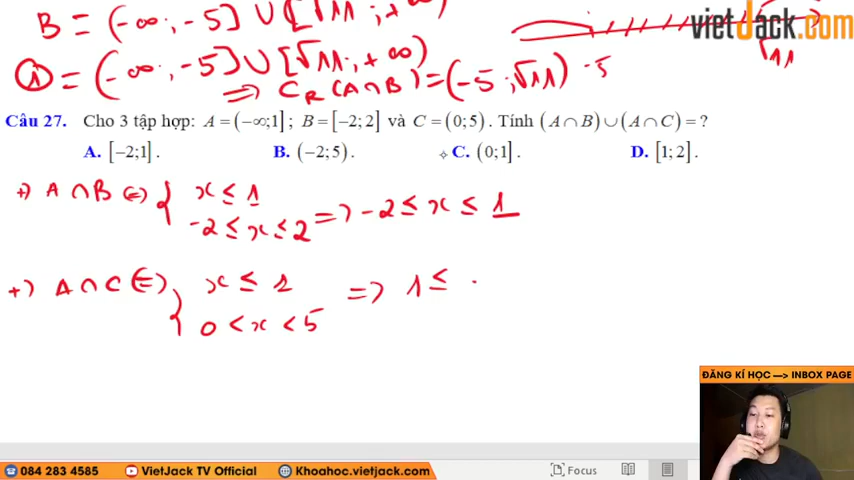 B = (-∞; -5] ∪ [√11; +∞)
vietJack.com
√11
① = (-∞; -5] ∪ [√11; +∞)
=> C_R (A∩B) = (-5; √11) -5
Câu 27. Cho 3 tập hợp: A = (-∞;1]; B = [-2;2] và C = (0;5). Tính (A∩B)∪(A∩C) = ?
A. [-2;1]. B. (-2;5). C. (0;1]. D. [1;2].
+) A∩B (=) { x ≤ 1
-2 ≤ x ≤ 2 => -2 ≤ x ≤ 1
+) A∩C (=) { x ≤ 1 => 1 ≤
0 < x < 5
ĐĂNG KÍ HỌC —> INBOX PAGE
084 283 4585 VietJack TV Official Khoahoc.vietjack.com Focus